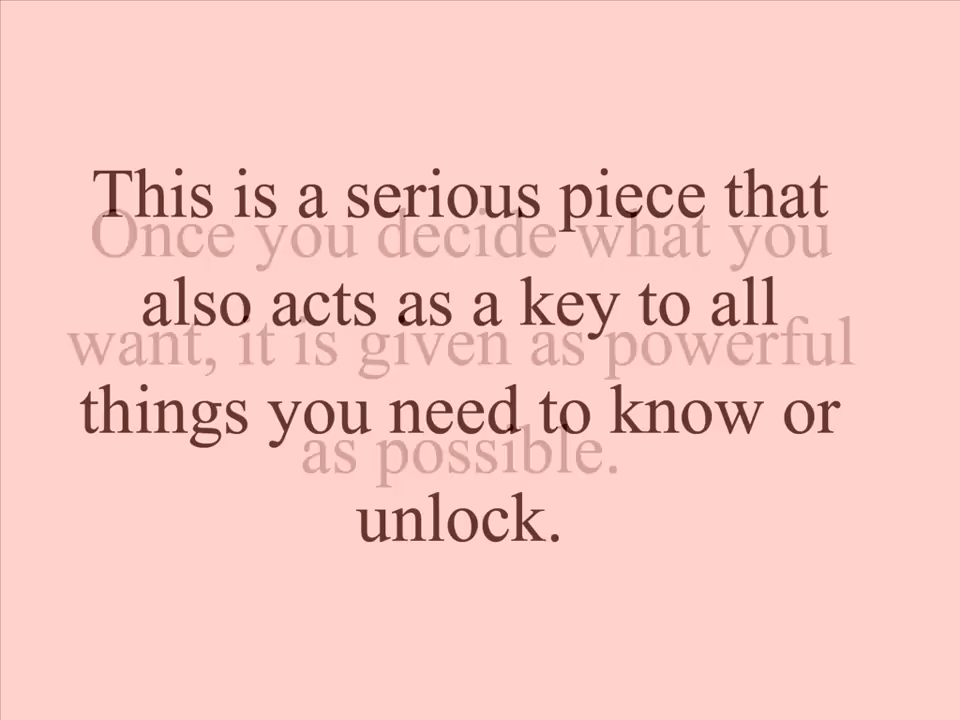 This is a serious piece that
Once you decide what you
also acts as a key to all
want, it is given as powerful
things you need to know or
as possible.
unlock.